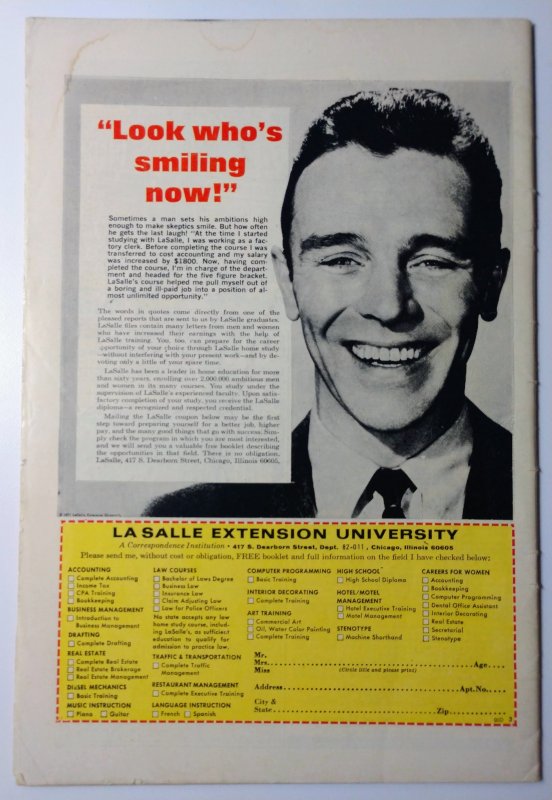 “Look who’s
smiling
now!”
Sometimes a man sets his ambitions high
enough to make skeptics smile. But how often
he gets the last laugh! “At the time I started
studying with LaSalle, I was working as a fac-
tory clerk. Before completing the course I was
transferred to cost accounting and my salary
was increased by $1800. Now, having com-
pleted the course, I’m in charge of the depart-
ment and headed for the five figure bracket.
LaSalle’s course helped me pull myself out of
a boring and ill-paid job into a position of al-
most unlimited opportunity.”
The words in quotes come directly from one of the
pleased reports that are sent to us by LaSalle graduates.
LaSalle files contain many letters from men and women
who have increased their earnings with the help of
LaSalle training. You, too, can prepare for the career
opportunity of your choice through LaSalle home study
—without interfering with your present work—and by de-
voting only a little of your spare time.
LaSalle has been a leader in home education for more
than sixty years, enrolling over 2,000,000 ambitious men
and women in its many courses. You study under the
supervision of LaSalle’s experienced faculty. Upon satis-
factory completion of your study, you receive the LaSalle
diploma—a recognized and respected credential.
Mailing the LaSalle coupon below may be the first
step toward preparing yourself for a better job, higher
pay, and the many good things that go with success. Sim-
ply check the program in which you are most interested,
and we will send you a valuable free booklet describing
the opportunities in that field. There is no obligation.
LaSalle, 417 S. Dearborn Street, Chicago, Illinois 60605.
LA SALLE EXTENSION UNIVERSITY
A Correspondence Institution • 417 S. Dearborn Street, Dept. 82-011, Chicago, Illinois 60605
Please send me, without cost or obligation, FREE booklet and full information on the field I have checked below:
ACCOUNTING
Complete Accounting
Income Tax
CPA Training
Bookkeeping
BUSINESS MANAGEMENT
Introduction to
Business Management
DRAFTING
Complete Drafting
REAL ESTATE
Complete Real Estate
Real Estate Brokerage
Real Estate Management
DIESEL MECHANICS
Basic Training
MUSIC INSTRUCTION
Piano Guitar
LAW COURSES
Bachelor of Laws Degree
Business Law
Insurance Law
Claim Adjusting Law
Law for Police Officers
No state accepts any law
home study course, includ-
ing LaSalle’s, as sufficient
education to qualify for
admission to practice law.
TRAFFIC & TRANSPORTATION
Complete Traffic
Management
RESTAURANT MANAGEMENT
Complete Executive Training
LANGUAGE INSTRUCTION
French Spanish
COMPUTER PROGRAMMING
Basic Training
INTERIOR DECORATING
Complete Training
ART TRAINING
Commercial Art
Oil, Water Color Painting
Complete Training
HIGH SCHOOL
High School Diploma
HOTEL/MOTEL
MANAGEMENT
Hotel Executive Training
Motel Management
STENOTYPE
Machine Shorthand
CAREERS FOR WOMEN
Accounting
Bookkeeping
Computer Programming
Dental Office Assistant
Interior Decorating
Real Estate
Secretarial
Stenotype
Mr.
Mrs. Age
Miss (Circle title and please print)
Address Apt.No.
City &
State Zip